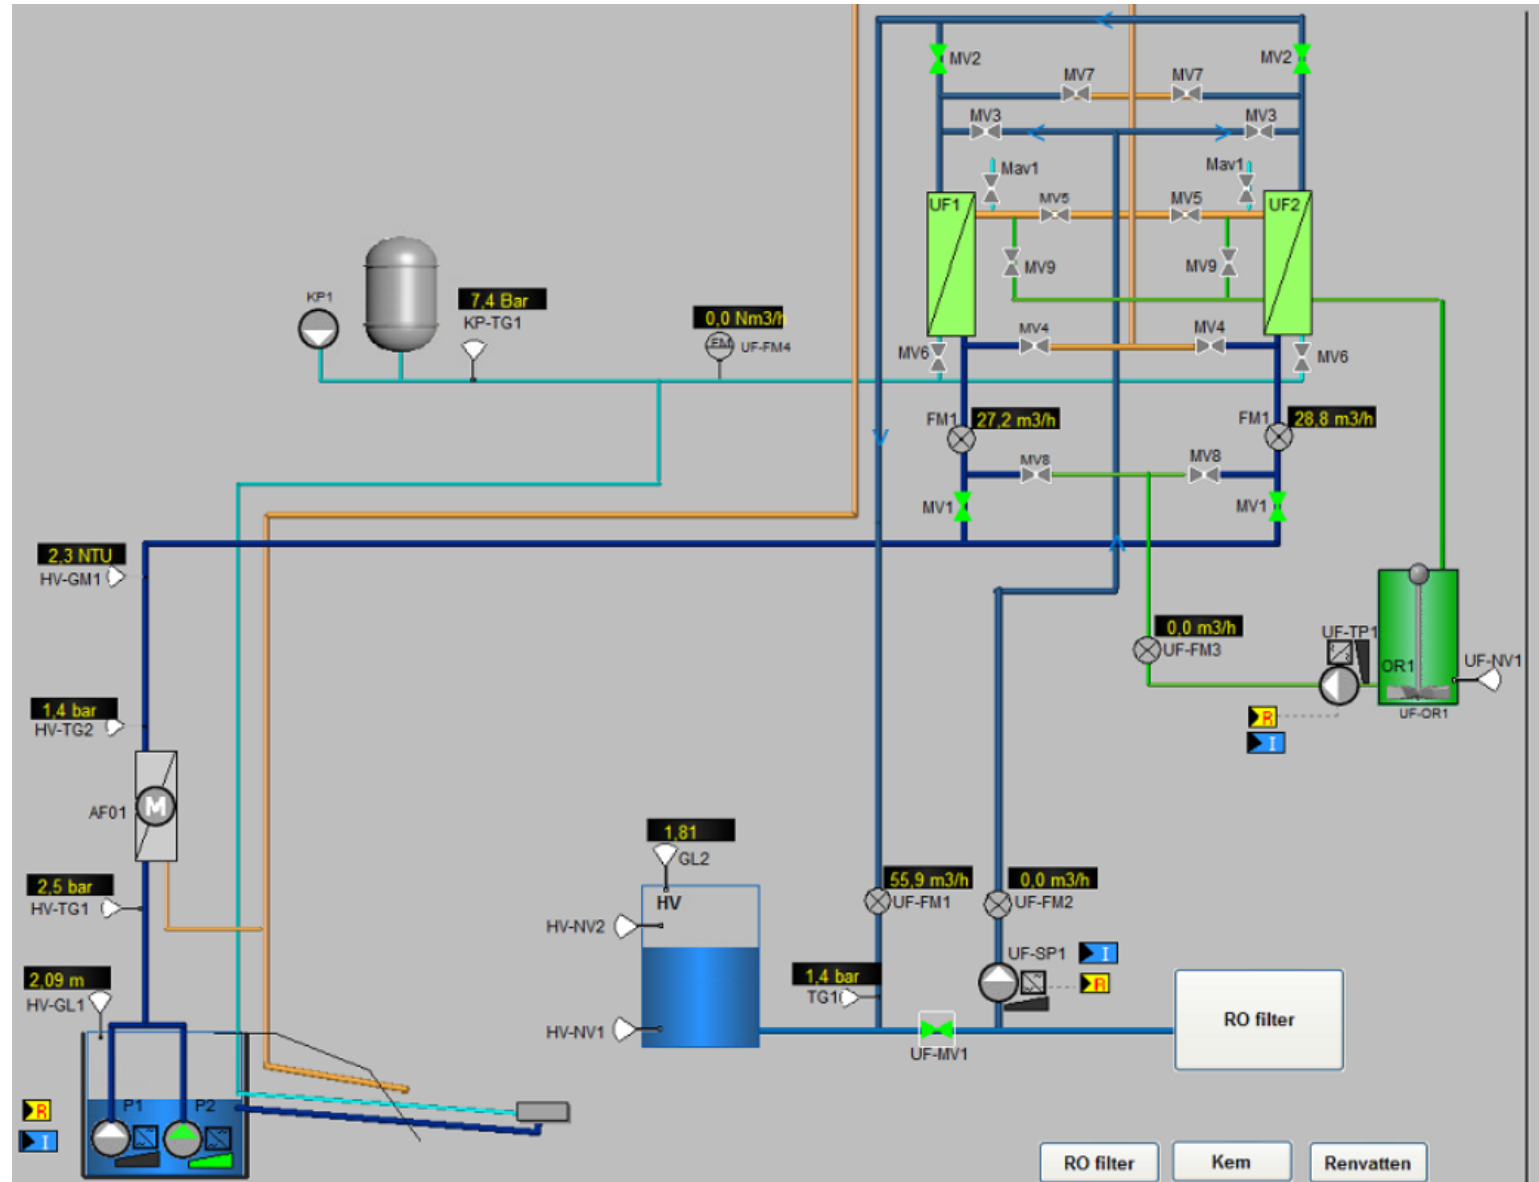 MV2
MV2
MV7
MV7
MV3
MV3
Mav1
Mav1
UF1
MV5
MV5
UF2
MV9
MV9
KP1
7,4 Bar
KP-TG1
0,0 Nm3/h
FM
UF-FM4
MV4
MV4
MV6
MV6
FM1
27,2 m3/h
FM1
28,8 m3/h
MV8
MV8
MV1
MV1
2,3 NTU
HV-GM1
0,0 m3/h
UF-FM3
UF-TP1
OR1
UF-NV1
UF-OR1
R
I
1,4 bar
HV-TG2
AF01
M
2,5 bar
HV-TG1
2,09 m
HV-GL1
1,81
GL2
HV
HV-NV2
HV-NV1
55,9 m3/h
UF-FM1
0,0 m3/h
UF-FM2
UF-SP1
I
R
1,4 bar
TG1
UF-MV1
RO filter
P1
P2
R
I
RO filter
Kem
Renvatten